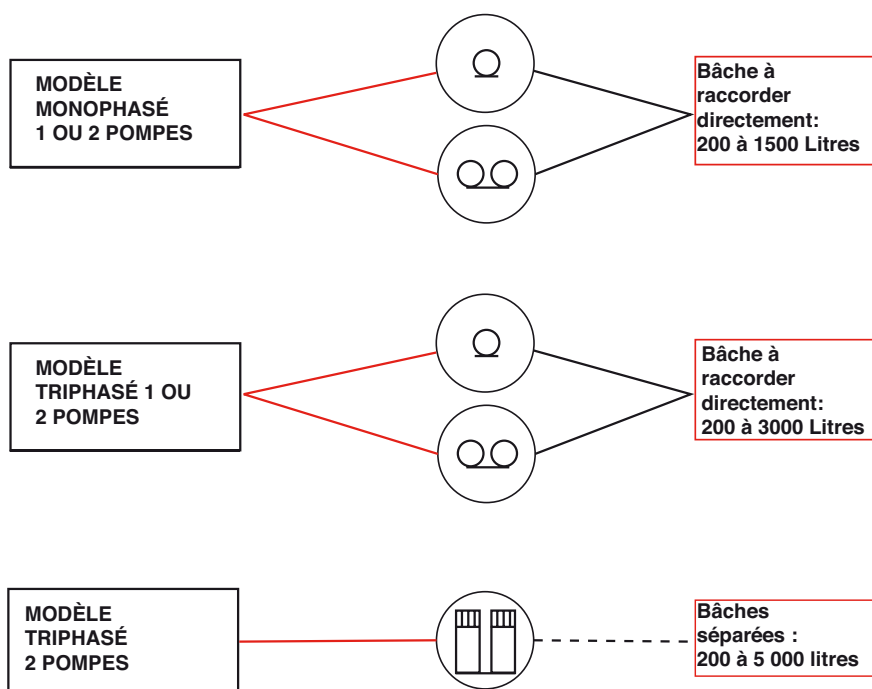 MODÈLE
MONOPHASÉ
1 OU 2 POMPES
Bâche à
raccorder
directement:
200 à 1500 Litres
MODÈLE
TRIPHASÉ 1 OU
2 POMPES
Bâche à
raccorder
directement:
200 à 3000 Litres
MODÈLE
TRIPHASÉ
2 POMPES
Bâches
séparées :
200 à 5 000 litres